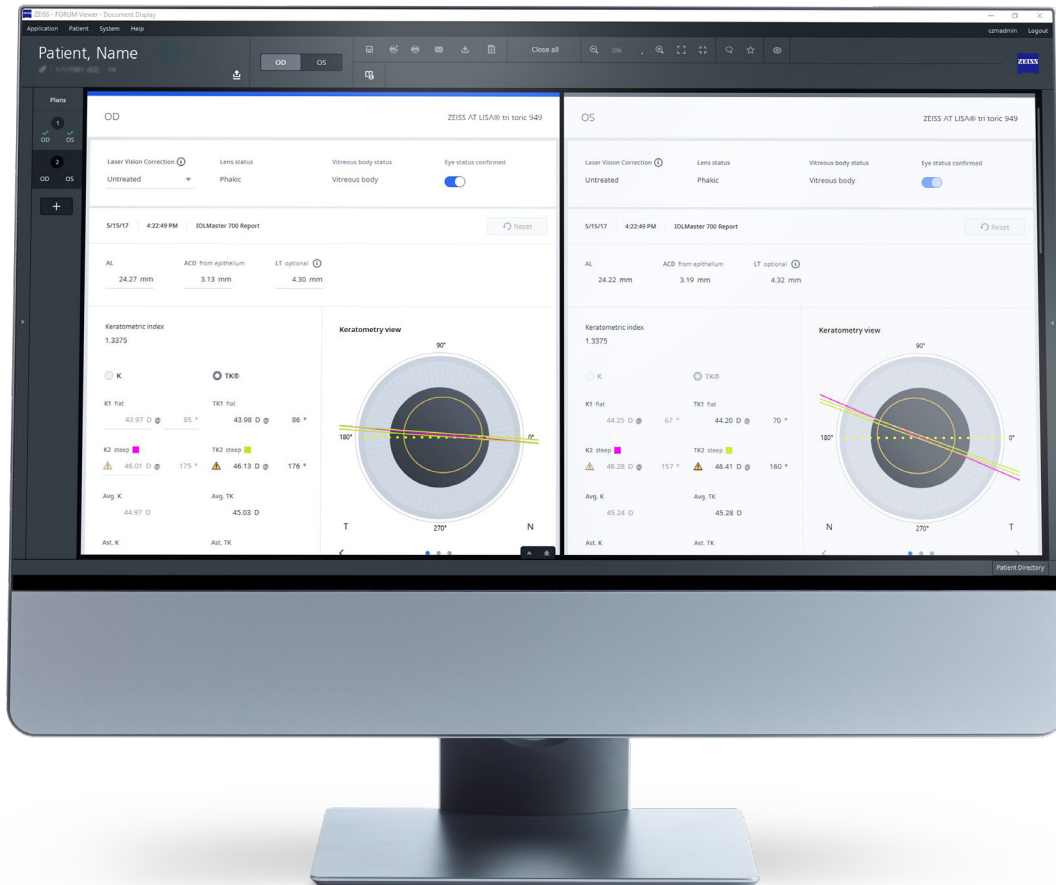 ZEISS - FORUM Viewer - Document Display
Application Patient System Help
czmadmin Logout
Patient, Name
OD OS
Close all
0%
ZEISS
Plans
1
OD OS
2
OD OS
+
OD
ZEISS AT LISA® tri toric 949
Laser Vision Correction Lens status Vitreous body status Eye status confirmed
Untreated Phakic Vitreous body
5/15/17 4:22:49 PM IOLMaster 700 Report
Reset
AL ACD from epithelium LT optional
24.27 mm 3.13 mm 4.30 mm
Keratometric index
1.3375
K TK®
K1 flat TK1 flat
43.97 D @ 85 ° 43.98 D @ 86 °
K2 steep TK2 steep
46.01 D @ 175 ° 46.13 D @ 176 °
Avg. K Avg. TK
44.97 D 45.03 D
Ast. K Ast. TK
Keratometry view
90°
180° 0°
270°
T N
OS
ZEISS AT LISA® tri toric 949
Laser Vision Correction Lens status Vitreous body status Eye status confirmed
Untreated Phakic Vitreous body
5/15/17 4:22:49 PM IOLMaster 700 Report
Reset
AL ACD from epithelium LT optional
24.22 mm 3.19 mm 4.32 mm
Keratometric index
1.3375
K TK®
K1 flat TK1 flat
44.25 D @ 67 ° 44.20 D @ 70 °
K2 steep TK2 steep
46.28 D @ 157 ° 46.41 D @ 160 °
Avg. K Avg. TK
45.24 D 45.28 D
Ast. K Ast. TK
Keratometry view
90°
180° 0°
270°
N T
Patient Directory